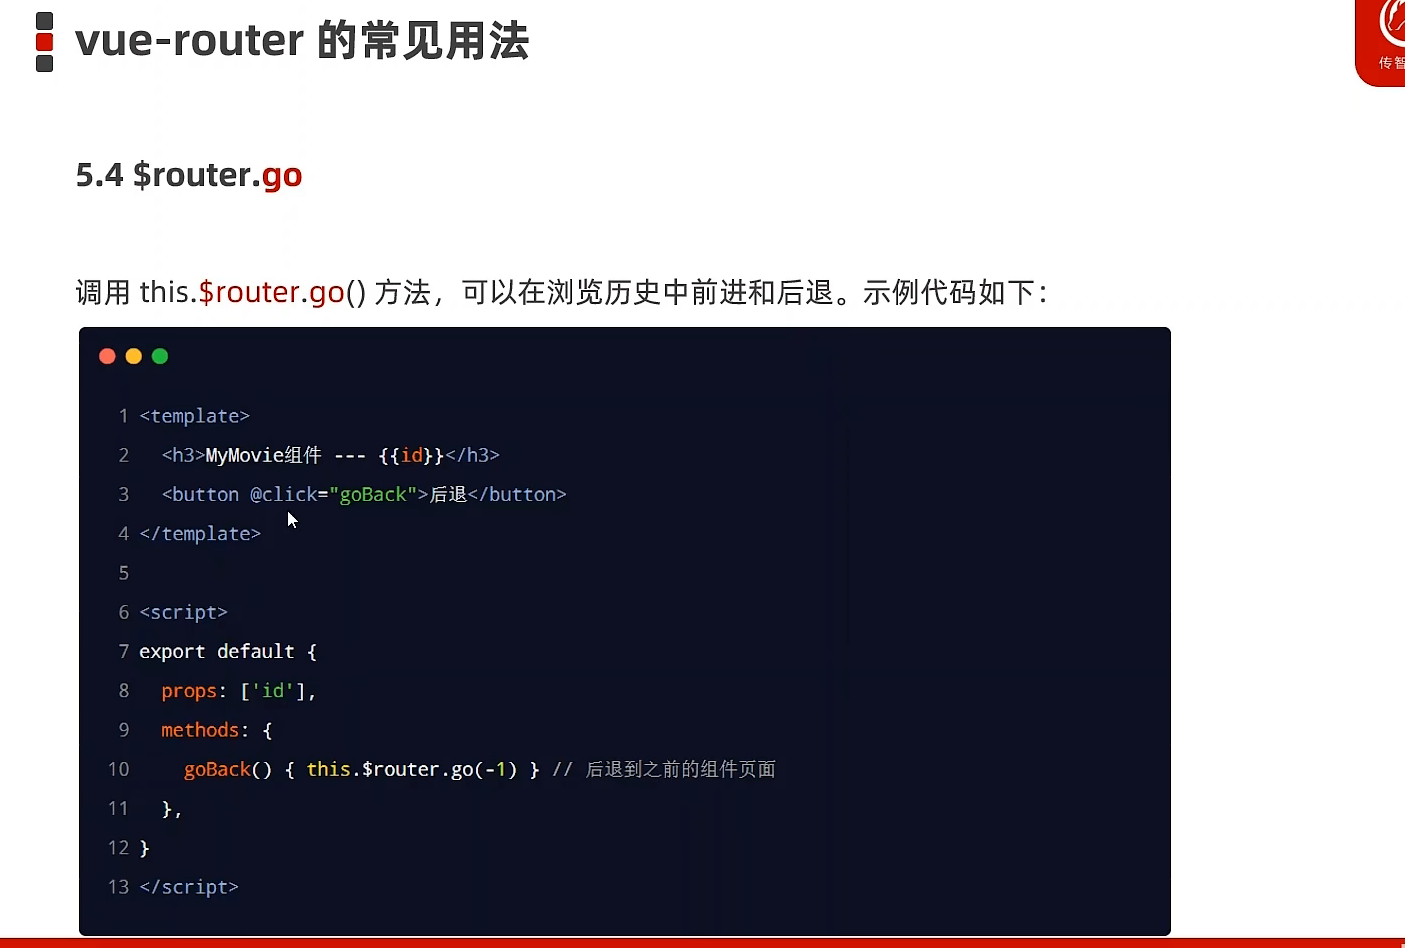 vue-router 的常见用法
传智
5.4 $router.go
调用 this.$router.go() 方法，可以在浏览历史中前进和后退。示例代码如下：
1 <template>
2   <h3>MyMovie组件 --- {{id}}</h3>
3   <button @click="goBack">后退</button>
4 </template>
5
6 <script>
7 export default {
8   props: ['id'],
9   methods: {
10     goBack() { this.$router.go(-1) } // 后退到之前的组件页面
11   },
12 }
13 </script>